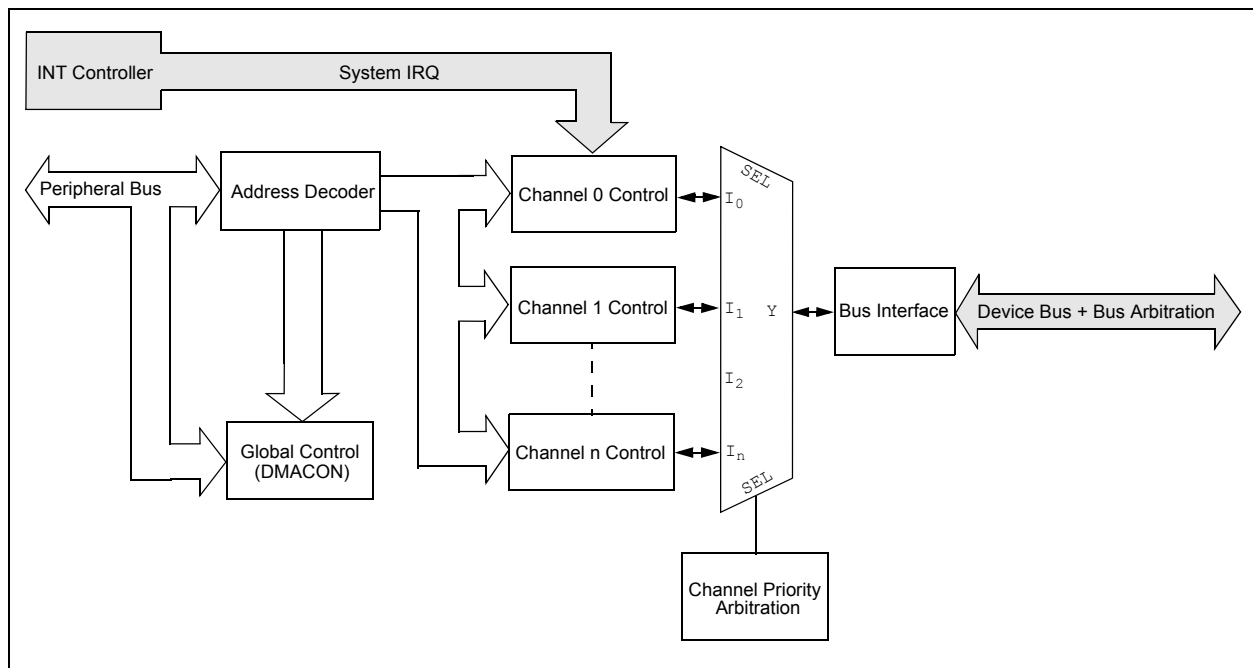 INT Controller
System IRQ
Peripheral Bus
Address Decoder
Channel 0 Control
SEL
I0
Channel 1 Control
I1
Y
Bus Interface
Device Bus + Bus Arbitration
I2
Global Control
(DMACON)
Channel n Control
In
SEL
Channel Priority
Arbitration